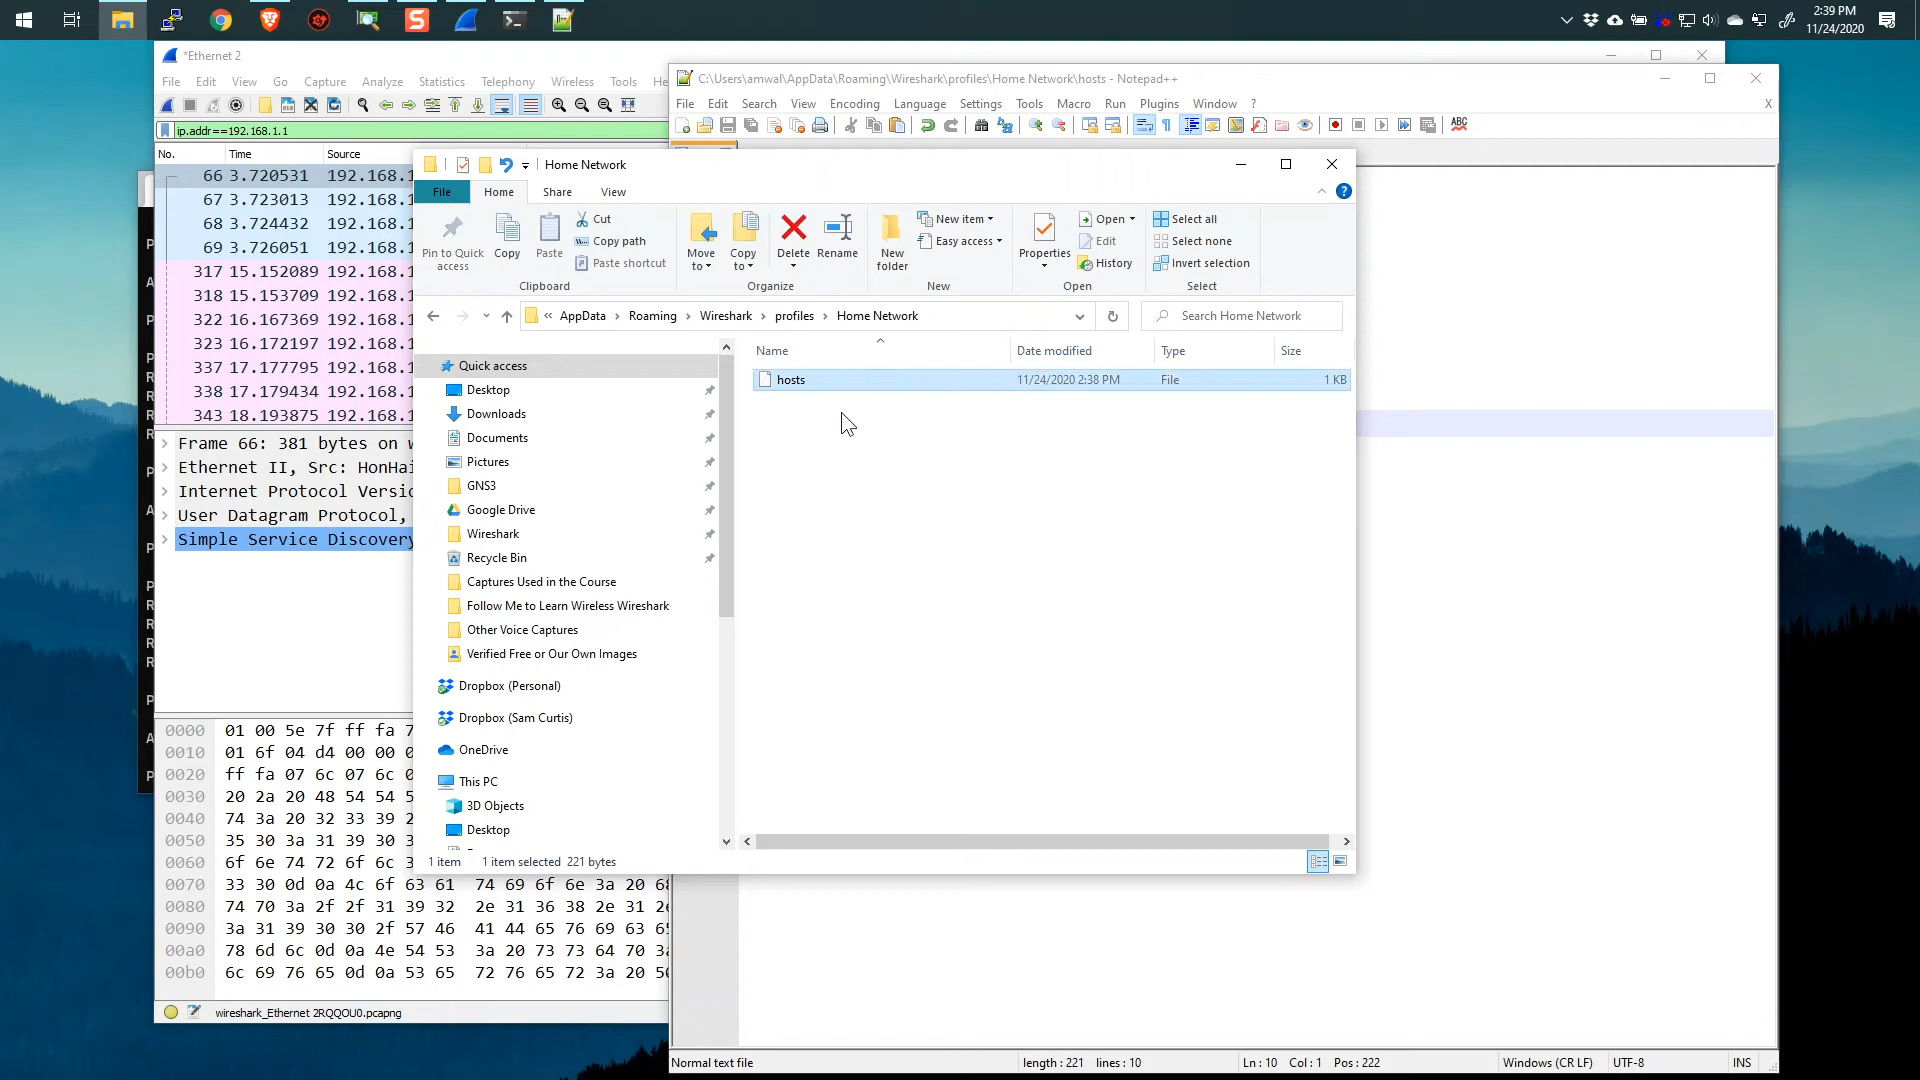 2:39 PM
11/24/2020
*Ethernet 2
File Edit View Go Capture Analyze Statistics Telephony Wireless Tools He
ip.addr==192.168.1.1
No. Time Source
66 3.720531 192.168.1
67 3.723013 192.168.1
68 3.724432 192.168.1
69 3.726051 192.168.1
317 15.152089 192.168.1
318 15.153709 192.168.1
322 16.167369 192.168.1
323 16.172197 192.168.1
337 17.177795 192.168.1
338 17.179434 192.168.1
343 18.193875 192.168.1
Frame 66: 381 bytes on
Ethernet II, Src: HonHai
Internet Protocol Versio
User Datagram Protocol,
Simple Service Discovery
0000 01 00 5e 7f ff fa 7
0010 01 6f 04 d4 00 00 0
0020 ff fa 07 6c 07 6c 0
0030 20 2a 20 48 54 54 5
0040 74 3a 20 32 33 39 2
0050 35 30 3a 31 39 30 3
0060 6f 6e 74 72 6f 6c 3
0070 33 30 0d 0a 4c 6f 63 61 74 69 6f 6e 3a 20 68
0080 74 70 3a 2f 2f 31 39 32 2e 31 36 38 2e 31 2e
0090 3a 31 39 30 30 2f 57 46 41 44 65 76 69 63 65
00a0 78 6d 6c 0d 0a 4e 54 53 3a 20 73 73 64 70 3a
00b0 6c 69 76 65 0d 0a 53 65 72 76 65 72 3a 20 50
wireshark_Ethernet 2RQQOU0.pcapng
C:\Users\amwal\AppData\Roaming\Wireshark\profiles\Home Network\hosts - Notepad++
File Edit Search View Encoding Language Settings Tools Macro Run Plugins Window ? X
ABC
Home Network
File Home Share View
Pin to Quick access
Copy
Paste
Cut
Copy path
Paste shortcut
Clipboard
Move to
Copy to
Delete
Rename
Organize
New folder
New item
Easy access
New
Properties
Open
Edit
History
Open
Select all
Select none
Invert selection
Select
« AppData › Roaming › Wireshark › profiles › Home Network
Search Home Network
Name Date modified Type Size
hosts 11/24/2020 2:38 PM File 1 KB
Quick access
Desktop
Downloads
Documents
Pictures
GNS3
Google Drive
Wireshark
Recycle Bin
Captures Used in the Course
Follow Me to Learn Wireless Wireshark
Other Voice Captures
Verified Free or Our Own Images
Dropbox (Personal)
Dropbox (Sam Curtis)
OneDrive
This PC
3D Objects
Desktop
1 item 1 item selected 221 bytes
Normal text file length : 221 lines : 10 Ln : 10 Col : 1 Pos : 222 Windows (CR LF) UTF-8 INS